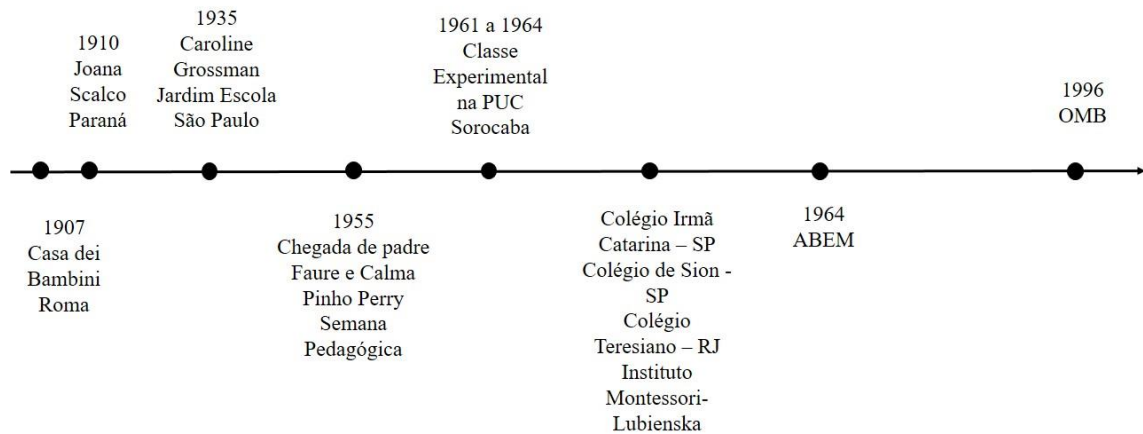 1907
Casa dei
Bambini
Roma
1910
Joana
Scalco
Paraná
1935
Caroline
Grossman
Jardim Escola
São Paulo
1955
Chegada de padre
Faure e Calma
Pinho Perry
Semana
Pedagógica
1961 a 1964
Classe
Experimental
na PUC
Sorocaba
Colégio Irmã
Catarina – SP
Colégio de Sion -
SP
Colégio
Teresiano – RJ
Instituto
Montessori-
Lubienska
1964
ABEM
1996
OMB